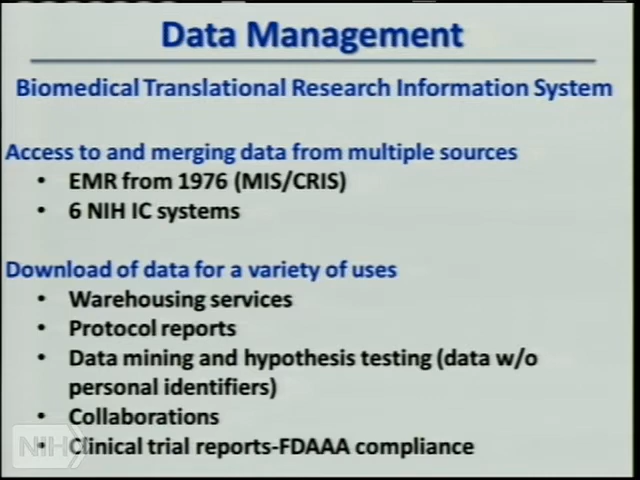 Data Management
Biomedical Translational Research Information System
Access to and merging data from multiple sources
• EMR from 1976 (MIS/CRIS)
• 6 NIH IC systems
Download of data for a variety of uses
• Warehousing services
• Protocol reports
• Data mining and hypothesis testing (data w/o
personal identifiers)
• Collaborations
• Clinical trial reports-FDAAA compliance
NIH